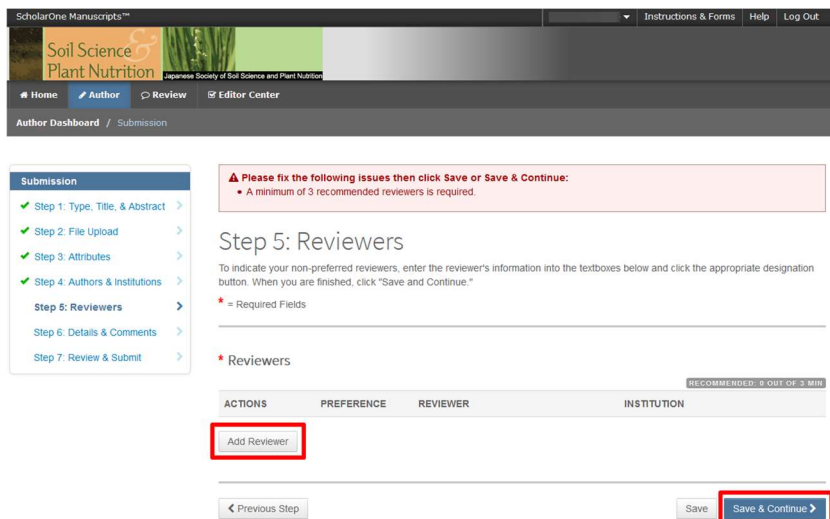 ScholarOne Manuscripts™
Instructions & Forms Help Log Out
Soil Science &
Plant Nutrition
Japanese Society of Soil Science and Plant Nutrition
Home Author Review Editor Center
Author Dashboard / Submission
Submission
Step 1: Type, Title, & Abstract
Step 2: File Upload
Step 3: Attributes
Step 4: Authors & Institutions
Step 5: Reviewers
Step 6: Details & Comments
Step 7: Review & Submit
Please fix the following issues then click Save or Save & Continue:
• A minimum of 3 recommended reviewers is required.
Step 5: Reviewers
To indicate your non-preferred reviewers, enter the reviewer's information into the textboxes below and click the appropriate designation
button. When you are finished, click "Save and Continue."
* = Required Fields
* Reviewers
RECOMMENDED: 0 OUT OF 3 MIN
ACTIONS PREFERENCE REVIEWER INSTITUTION
Add Reviewer
Previous Step Save Save & Continue